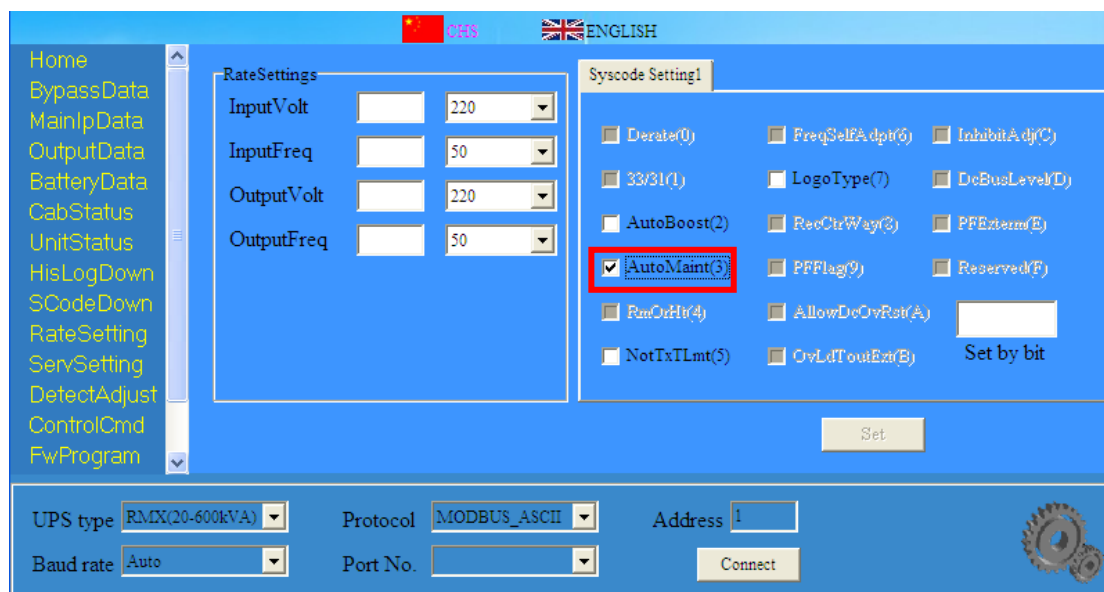 CHS ENGLISH
Home
BypassData
MainIpData
OutputData
BatteryData
CabStatus
UnitStatus
HisLogDown
SCodeDown
RateSetting
ServSetting
DetectAdjust
ControlCmd
FwProgram
RateSettings
InputVolt 220
InputFreq 50
OutputVolt 220
OutputFreq 50
Syscode Setting1
Derate(0) FreqSelfAdpt(6) InhibitAdj(C)
33/31(1) LogoType(7) DcBusLevel(D)
AutoBoost(2) RecCtrWay(8) PFExterm(E)
AutoMaint(3) PFFlag(9) Reserved(F)
RmOrHt(4) AllowDcOvRst(A)
NotTxTLmt(5) OvLdToutExt(B) Set by bit
Set
UPS type RMX(20-600kVA) Protocol MODBUS_ASCII Address 1
Baud rate Auto Port No. Connect